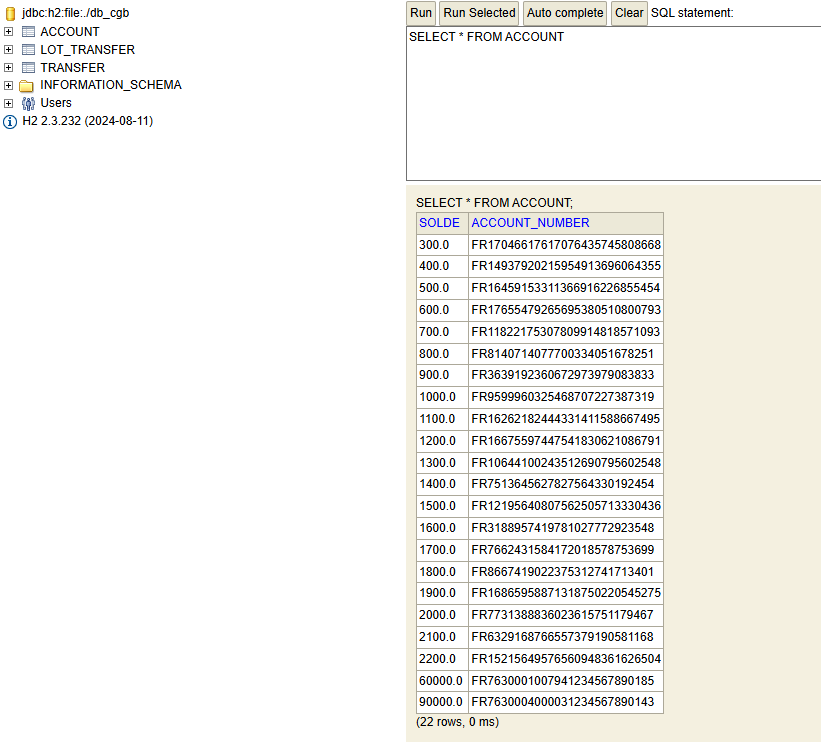 jdbc:h2:file:./db_cgb
ACCOUNT
LOT_TRANSFER
TRANSFER
INFORMATION_SCHEMA
Users
H2 2.3.232 (2024-08-11)
Run Run Selected Auto complete Clear SQL statement:
SELECT * FROM ACCOUNT
SELECT * FROM ACCOUNT;
SOLDE ACCOUNT_NUMBER
300.0 FR17046617617076435745808668
400.0 FR14937920215954913696064355
500.0 FR16459153311366916226855454
600.0 FR17655479265695380510800793
700.0 FR11822175307809914818571093
800.0 FR8140714077700334051678251
900.0 FR3639192360672973979083833
1000.0 FR9599960325468707227387319
1100.0 FR16262182444331411588667495
1200.0 FR16675597447541830621086791
1300.0 FR10644100243512690795602548
1400.0 FR7513645627827564330192454
1500.0 FR12195640807562505713330436
1600.0 FR3188957419781027772923548
1700.0 FR7662431584172018578753699
1800.0 FR8667419022375312741713401
1900.0 FR16865958871318750220545275
2000.0 FR7731388836023615751179467
2100.0 FR6329168766557379190581168
2200.0 FR15215649576560948361626504
60000.0 FR7630001007941234567890185
90000.0 FR7630004000031234567890143
(22 rows, 0 ms)